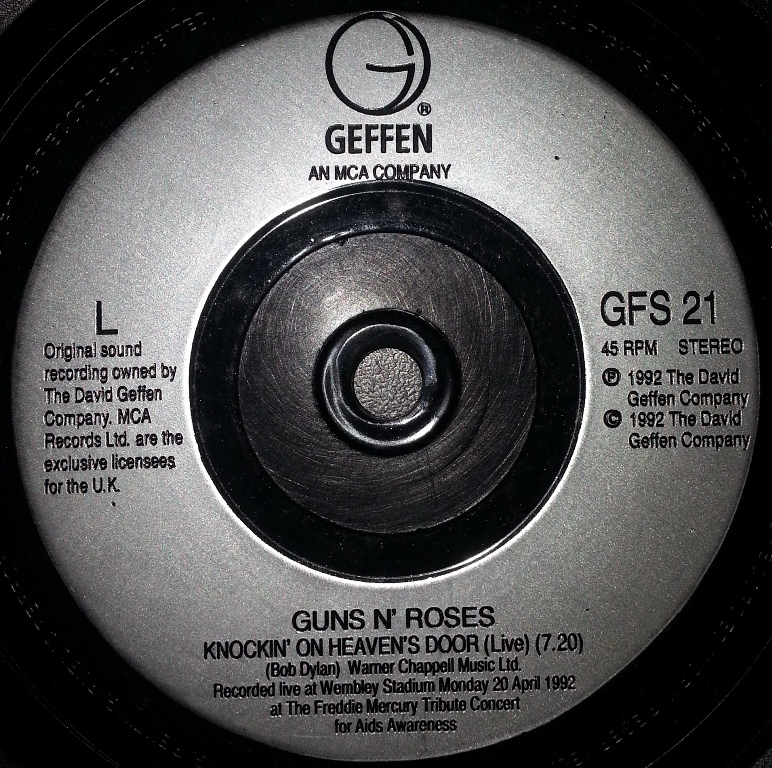 G®
GEFFEN
AN MCA COMPANY
L
Original sound
recording owned by
The David Geffen
Company. MCA
Records Ltd. are the
exclusive licensees
for the U.K.
GFS 21
45 RPM STEREO
℗ 1992 The David
Geffen Company
© 1992 The David
Geffen Company
GUNS N' ROSES
KNOCKIN' ON HEAVEN'S DOOR (Live) (7.20)
(Bob Dylan) Warner Chappell Music Ltd.
Recorded live at Wembley Stadium Monday 20 April 1992
at The Freddie Mercury Tribute Concert
for Aids Awareness